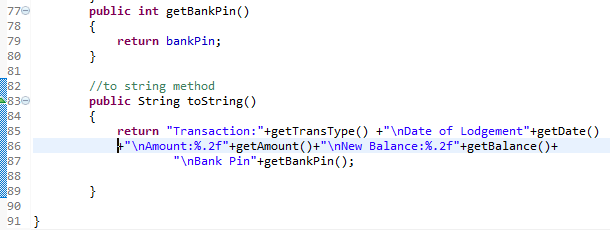 77 public int getBankPin()
78 {
79 return bankPin;
80 }
81
82 //to string method
83 public String toString()
84 {
85 return "Transaction:"+getTransType() +"\nDate of Lodgement"+getDate()
86 +"\nAmount:%.2f"+getAmount()+"\nNew Balance:%.2f"+getBalance()+
87 "\nBank Pin"+getBankPin();
88
89 }
90
91 }